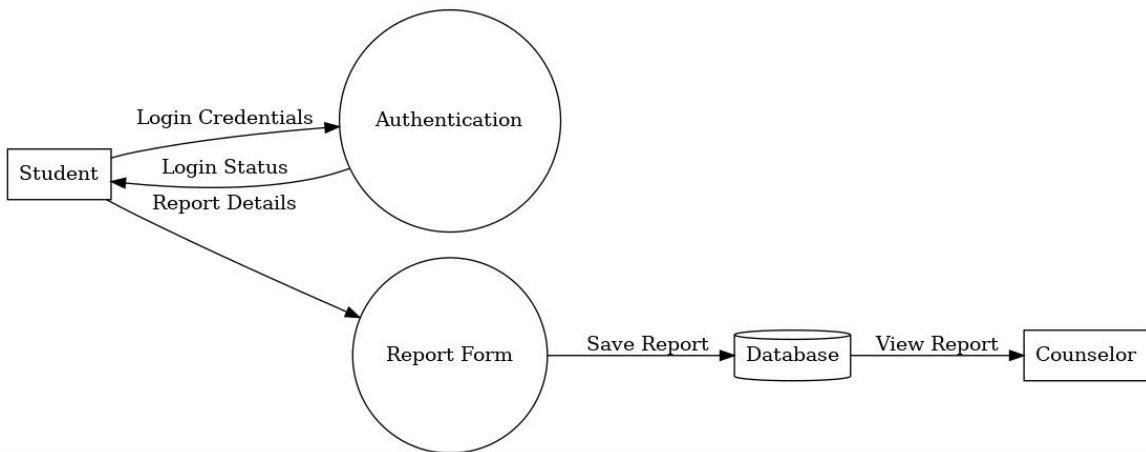 Login Credentials
Authentication
Student
Login Status
Report Details
Report Form
Save Report
Database
View Report
Counselor